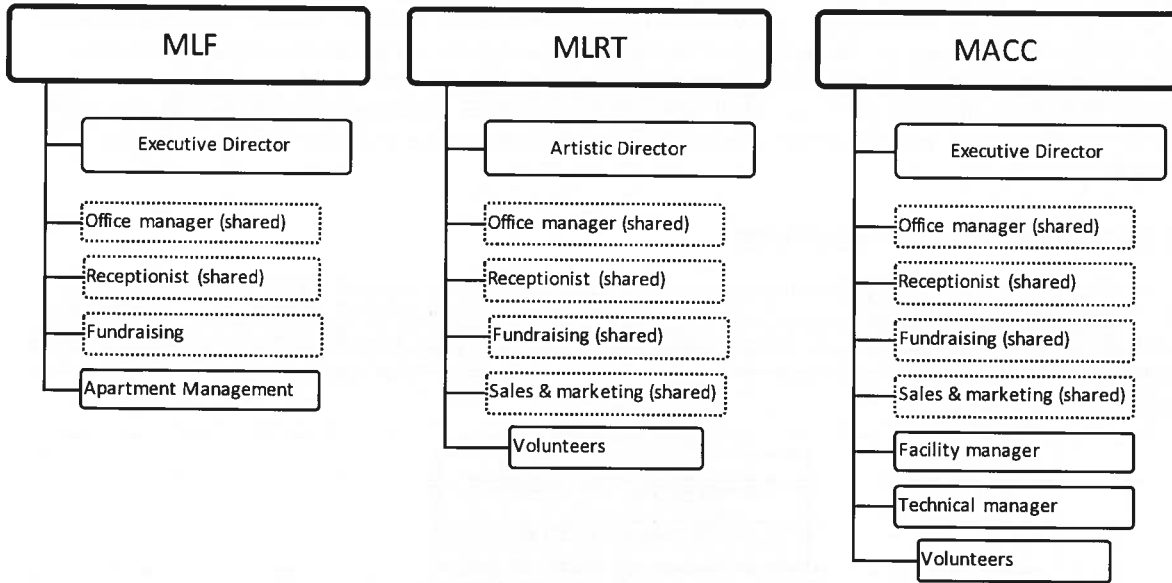 MLF
Executive Director
Office manager (shared)
Receptionist (shared)
Fundraising
Apartment Management
MLRT
Artistic Director
Office manager (shared)
Receptionist (shared)
Fundraising (shared)
Sales & marketing (shared)
Volunteers
MACC
Executive Director
Office manager (shared)
Receptionist (shared)
Fundraising (shared)
Sales & marketing (shared)
Facility manager
Technical manager
Volunteers